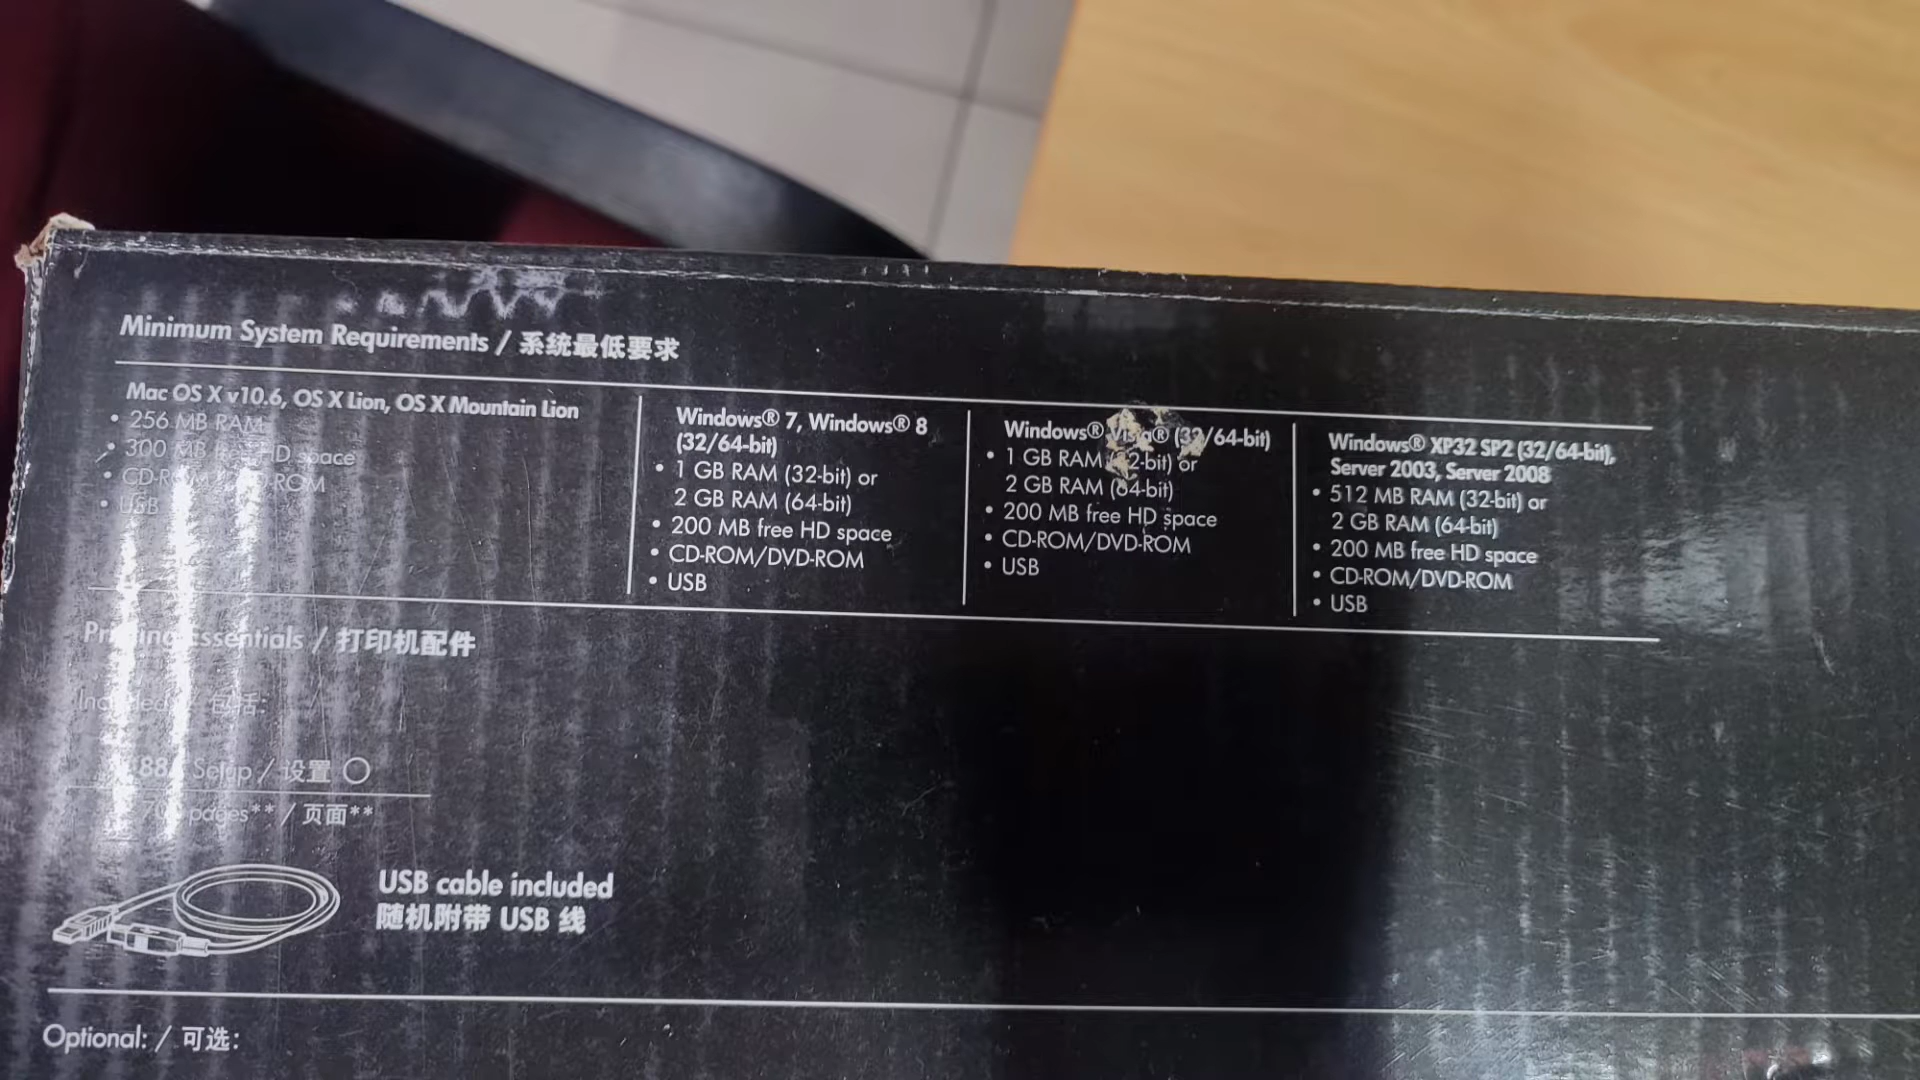 Minimum System Requirements / 系统最低要求
Mac OS X v10.6, OS X Lion, OS X Mountain Lion
• 256 MB RAM
• 300 MB free HD space
• CD-ROM/DVD-ROM
• USB
Windows® 7, Windows® 8
(32/64-bit)
• 1 GB RAM (32-bit) or
2 GB RAM (64-bit)
• 200 MB free HD space
• CD-ROM/DVD-ROM
• USB
Windows® Vista® (32/64-bit)
• 1 GB RAM (32-bit) or
2 GB RAM (64-bit)
• 200 MB free HD space
• CD-ROM/DVD-ROM
• USB
Windows® XP32 SP2 (32/64-bit),
Server 2003, Server 2008
• 512 MB RAM (32-bit) or
2 GB RAM (64-bit)
• 200 MB free HD space
• CD-ROM/DVD-ROM
• USB
Printing Essentials / 打印机配件
Included: / 包括:
Setup / 设置
pages** / 页面**
USB cable included
随机附带 USB 线
Optional: / 可选: